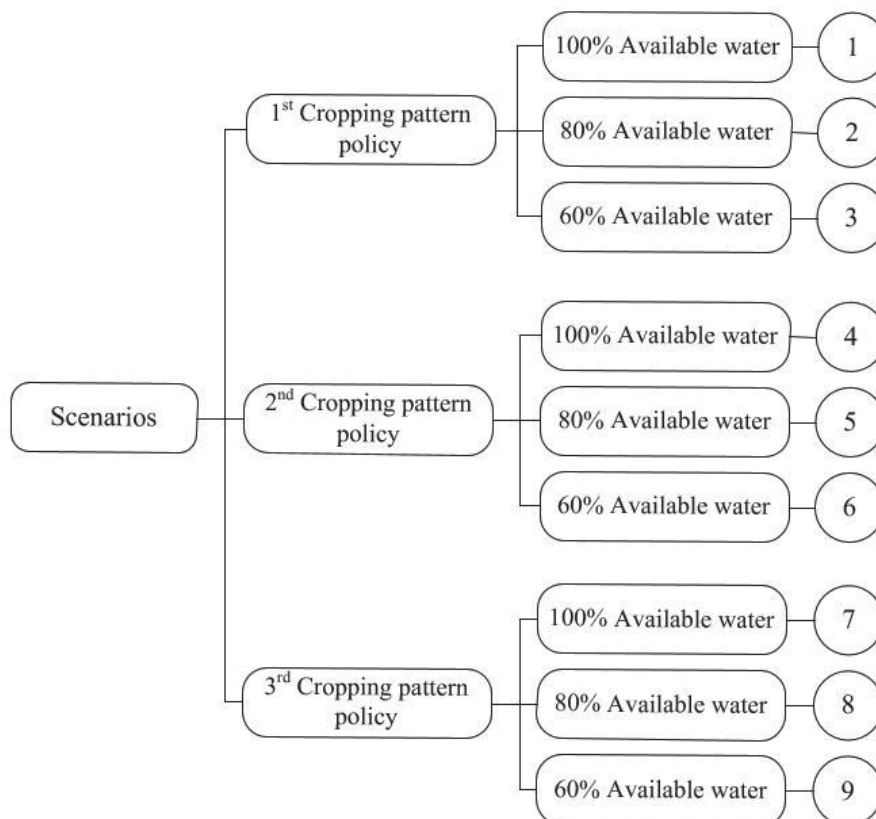 100% Available water
1
1st Cropping pattern
policy
80% Available water
2
60% Available water
3
Scenarios
100% Available water
4
2nd Cropping pattern
policy
80% Available water
5
60% Available water
6
100% Available water
7
3rd Cropping pattern
policy
80% Available water
8
60% Available water
9